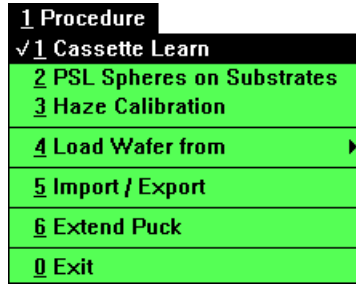 1 Procedure
✓1 Cassette Learn
2 PSL Spheres on Substrates
3 Haze Calibration
4 Load Wafer from
5 Import / Export
6 Extend Puck
0 Exit